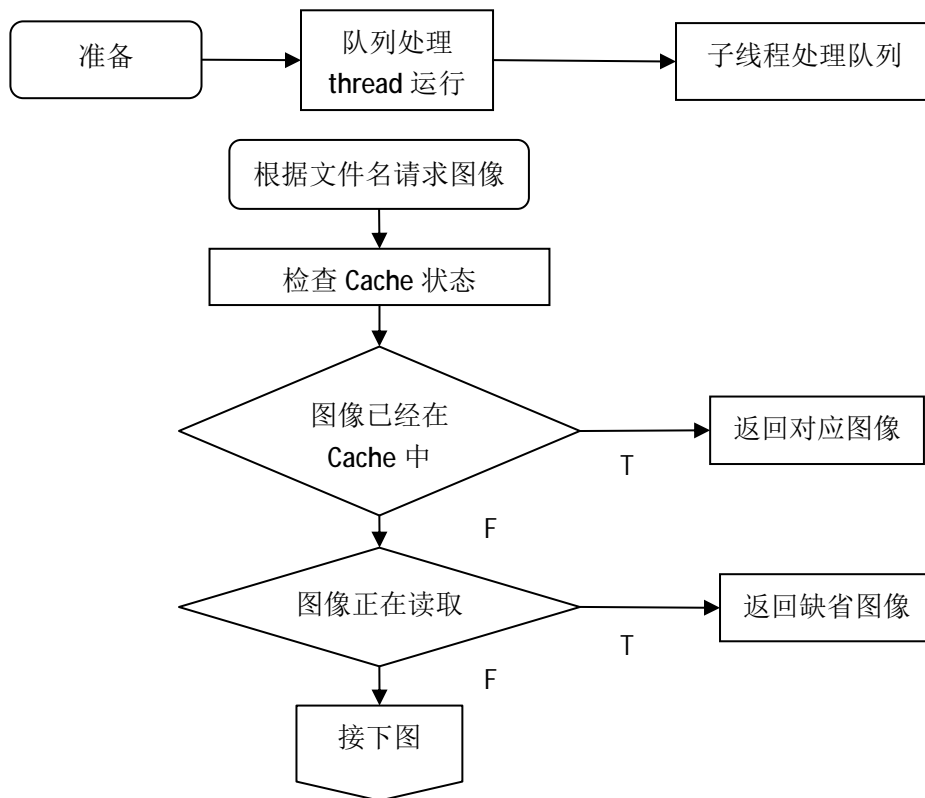 准备
队列处理
thread 运行
子线程处理队列
根据文件名请求图像
检查 Cache 状态
图像已经在
Cache 中
T
返回对应图像
F
图像正在读取
T
返回缺省图像
F
接下图